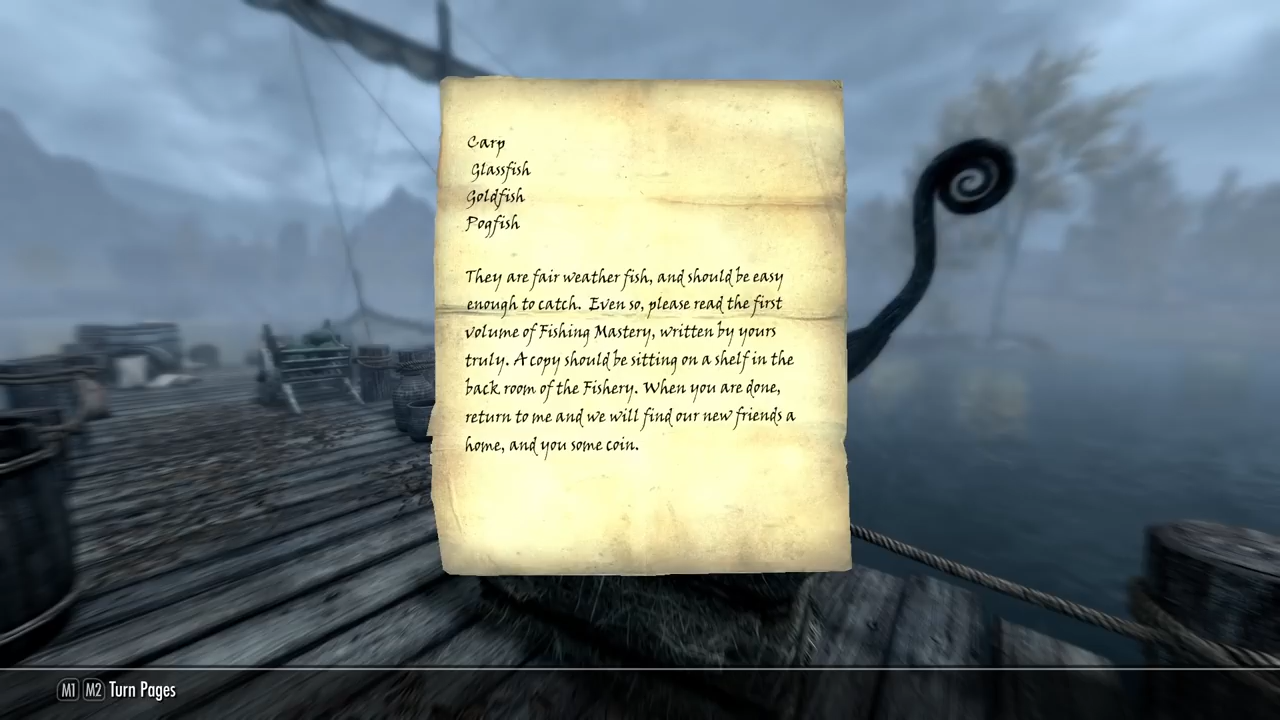 Carp
Glassfish
Goldfish
Pogfish
They are fair weather fish, and should be easy
enough to catch. Even so, please read the first
volume of Fishing Mastery, written by yours
truly. A copy should be sitting on a shelf in the
back room of the Fishery. When you are done,
return to me and we will find our new friends a
home, and you some coin.
M1 M2 Turn Pages